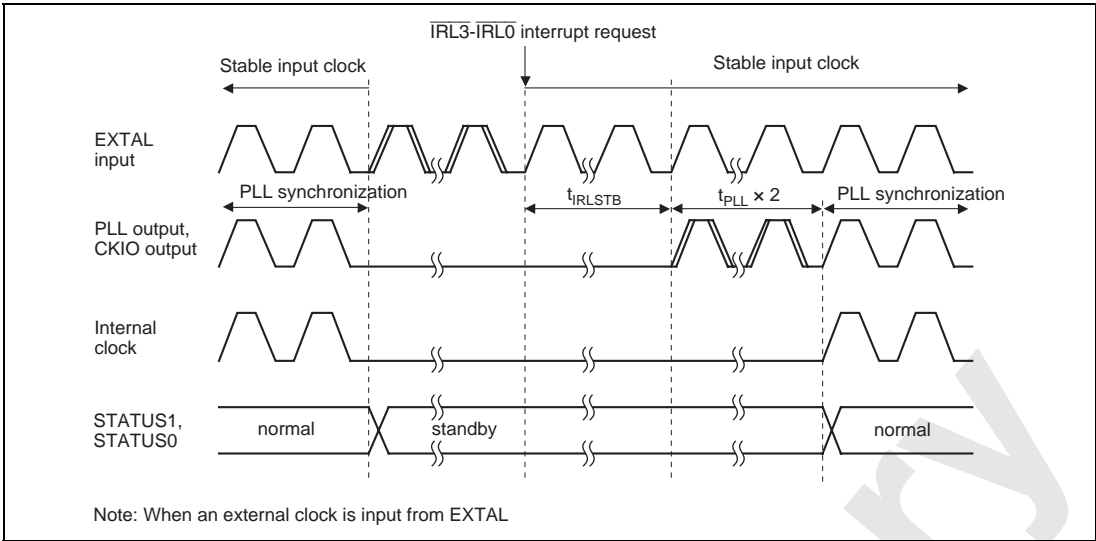 IRL3-IRL0 interrupt request
Stable input clock
Stable input clock
EXTAL
input
PLL synchronization
tIRLSTB
tPLL × 2
PLL synchronization
PLL output,
CKIO output
Internal
clock
STATUS1,
STATUS0
normal
standby
normal
Note: When an external clock is input from EXTAL